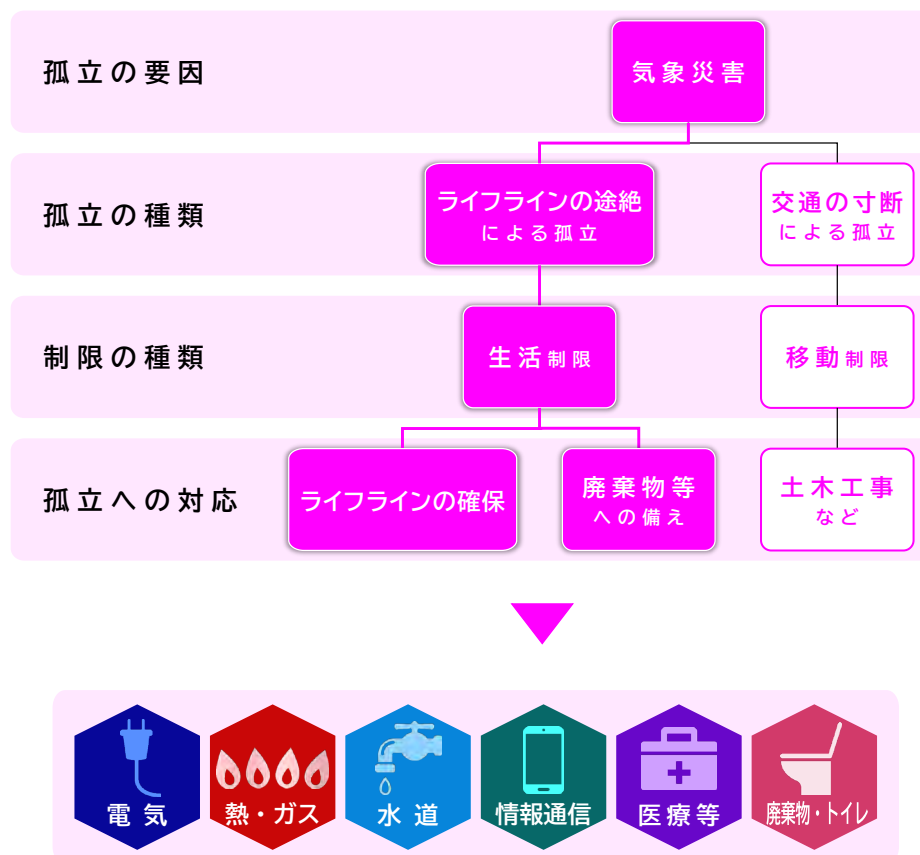 孤立の要因
気象災害
孤立の種類
ライフラインの途絶
による孤立
交通の寸断
による孤立
制限の種類
生活制限
移動制限
孤立への対応
ライフラインの確保
廃棄物等
への備え
土木工事
など
電気
熱・ガス
水道
情報通信
医療等
廃棄物・トイレ